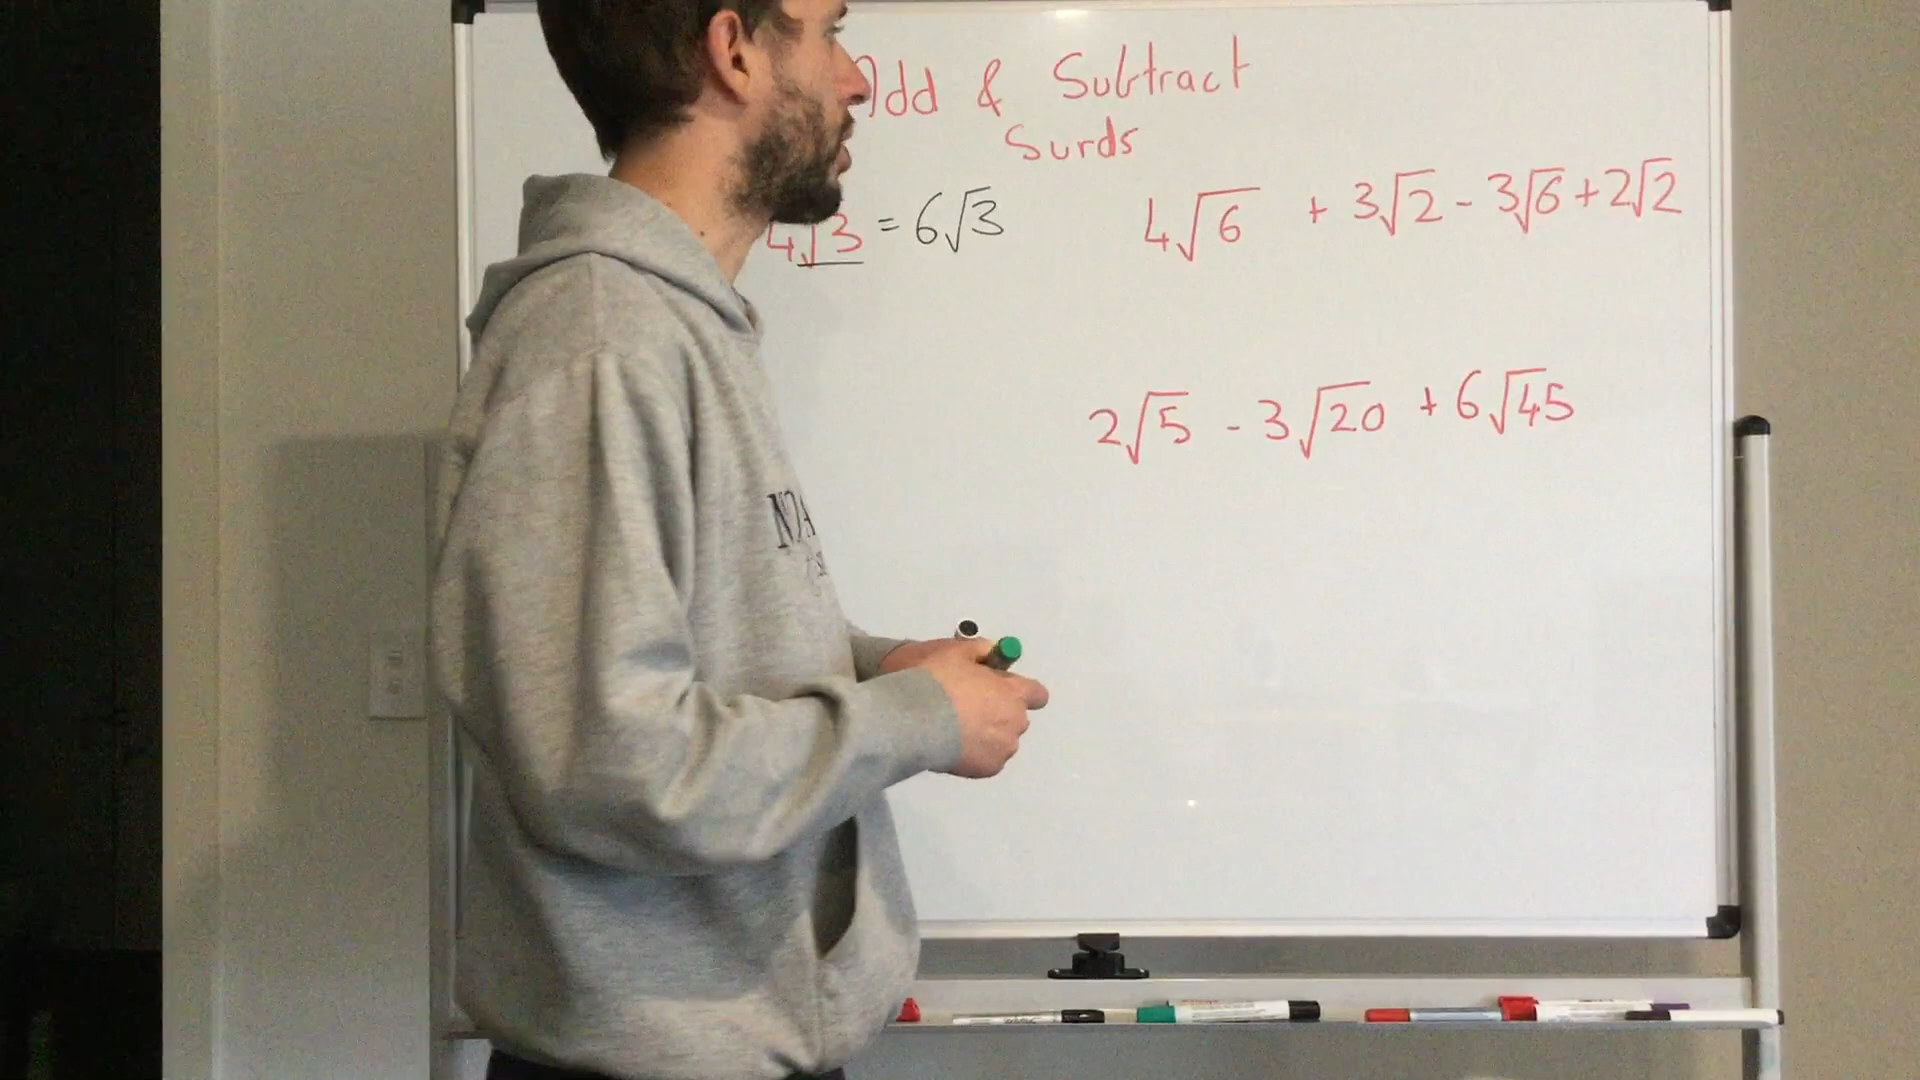 Add & Subtract
Surds
4√3 = 6√3
4√6 + 3√2 - 3√6 + 2√2
2√5 - 3√20 + 6√45